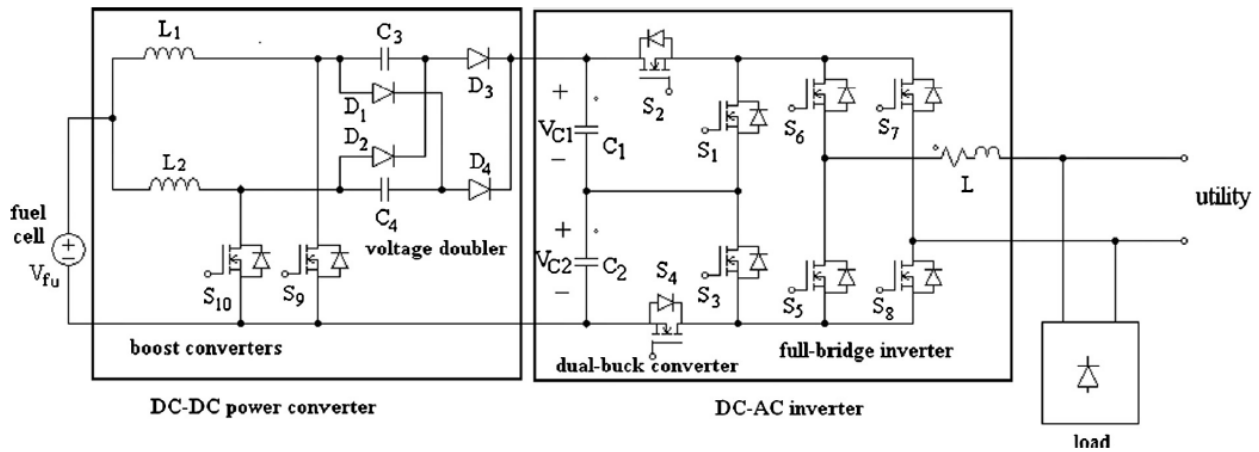 L1
C3
D3
D1
D2
L2
D4
C4
voltage doubler
fuel
cell
+
−
Vfu
S10
S9
boost converters
DC-DC power converter
S2
+
VC1
−
C1
S1
S6
S7
L
utility
+
VC2
−
C2
S4
S3
S5
S8
dual-buck converter
full-bridge inverter
DC-AC inverter
load